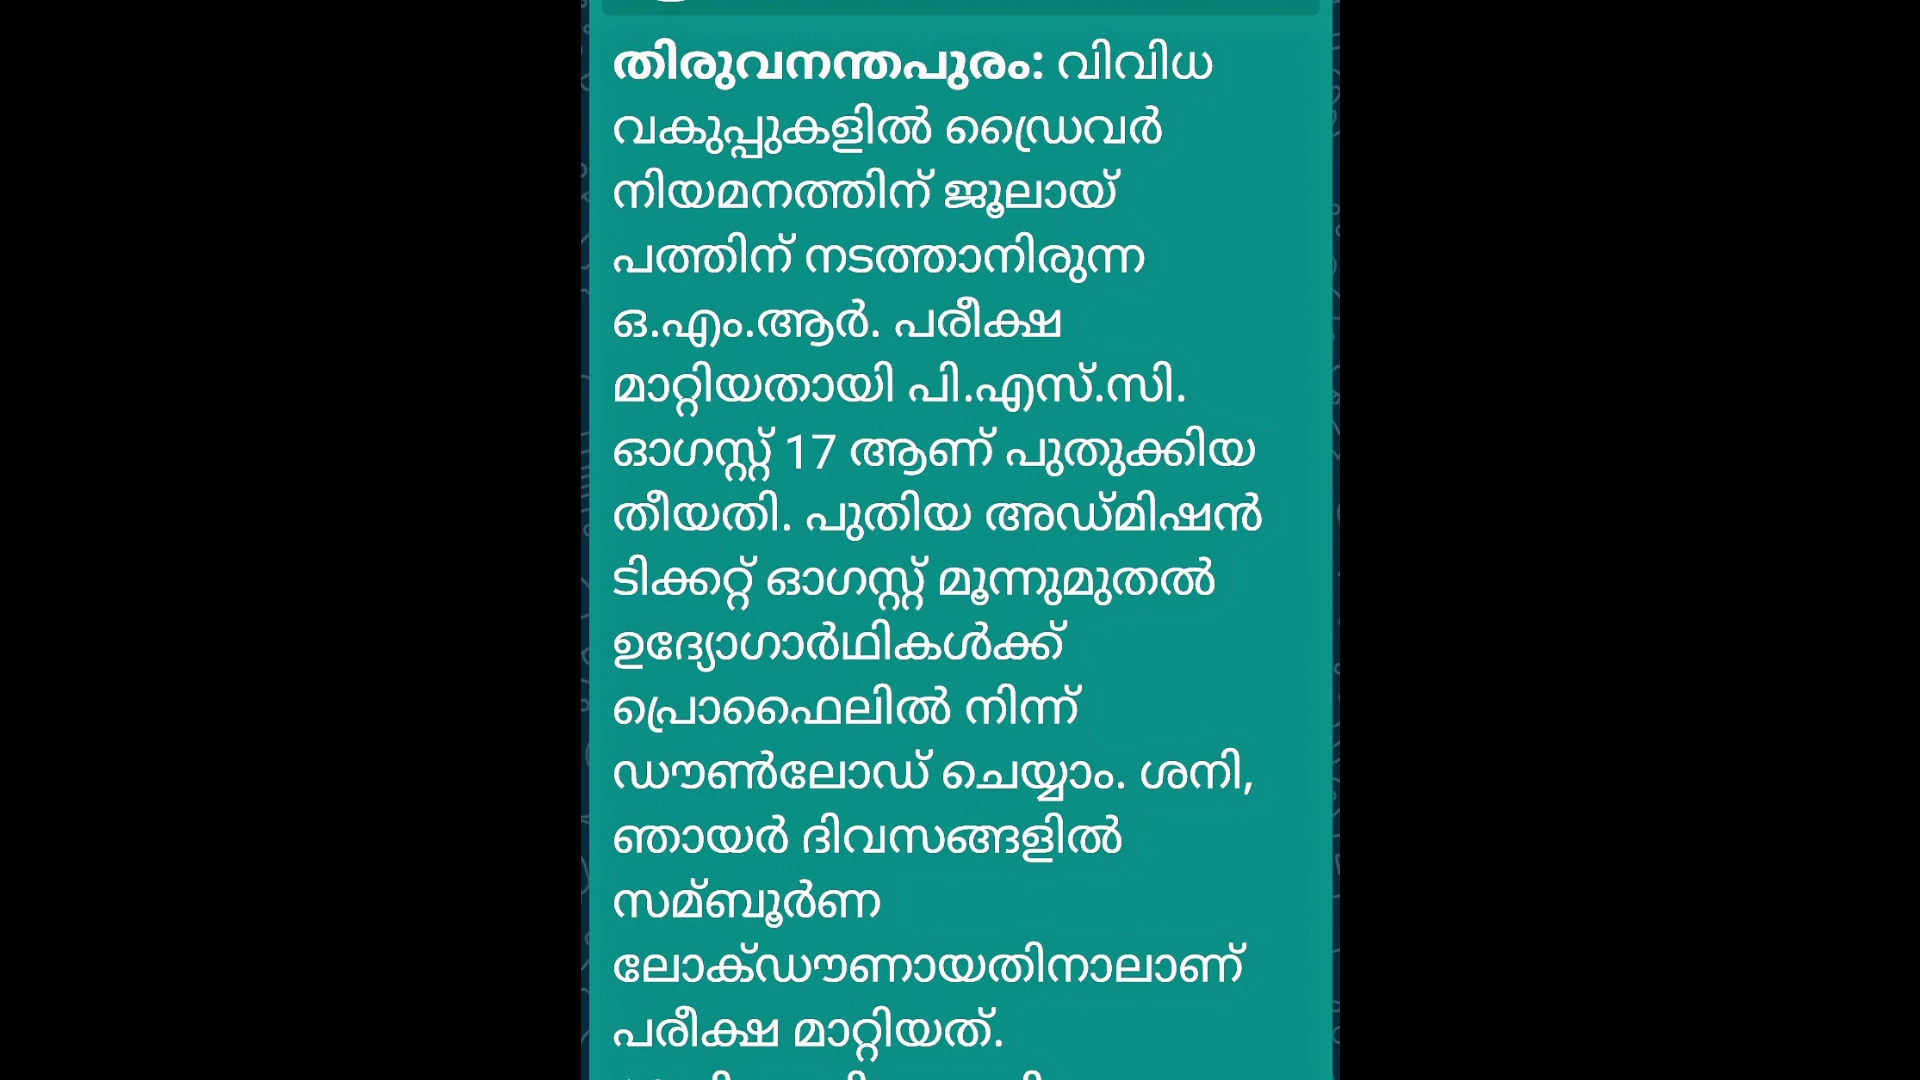 തിരുവനന്തപുരം: വിവിധ
വകുപ്പുകളിൽ ഡ്രൈവർ
നിയമനത്തിന് ജൂലായ്
പത്തിന് നടത്താനിരുന്ന
ഒ.എം.ആർ. പരീക്ഷ
മാറ്റിയതായി പി.എസ്.സി.
ഓഗസ്റ്റ് 17 ആണ് പുതുക്കിയ
തീയതി. പുതിയ അഡ്മിഷൻ
ടിക്കറ്റ് ഓഗസ്റ്റ് മൂന്നുമുതൽ
ഉദ്യോഗാർഥികൾക്ക്
പ്രൊഫൈലിൽ നിന്ന്
ഡൗൺലോഡ് ചെയ്യാം. ശനി,
ഞായർ ദിവസങ്ങളിൽ
സമ്ബൂർണ
ലോക്ഡൗണായതിനാലാണ്
പരീക്ഷ മാറ്റിയത്.